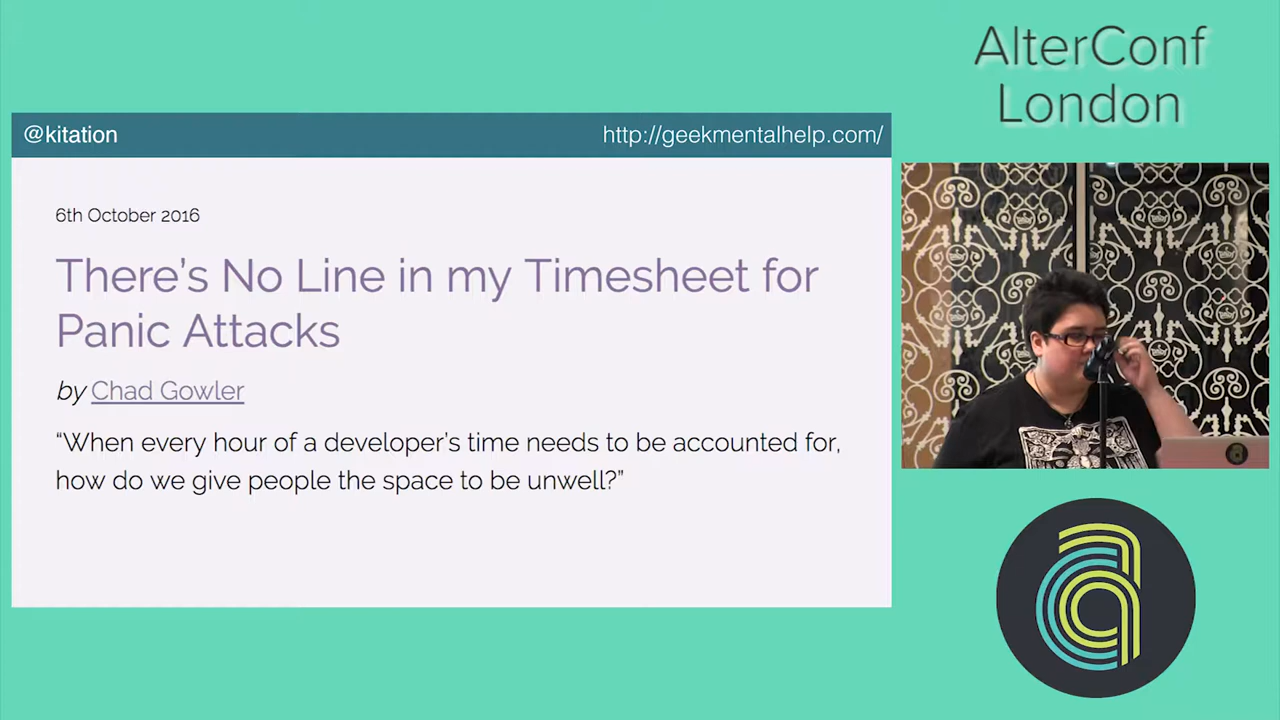 AlterConf
London
@kitation
http://geekmentalhelp.com/
6th October 2016
There's No Line in my Timesheet for
Panic Attacks
by Chad Gowler
“When every hour of a developer's time needs to be accounted for,
how do we give people the space to be unwell?”